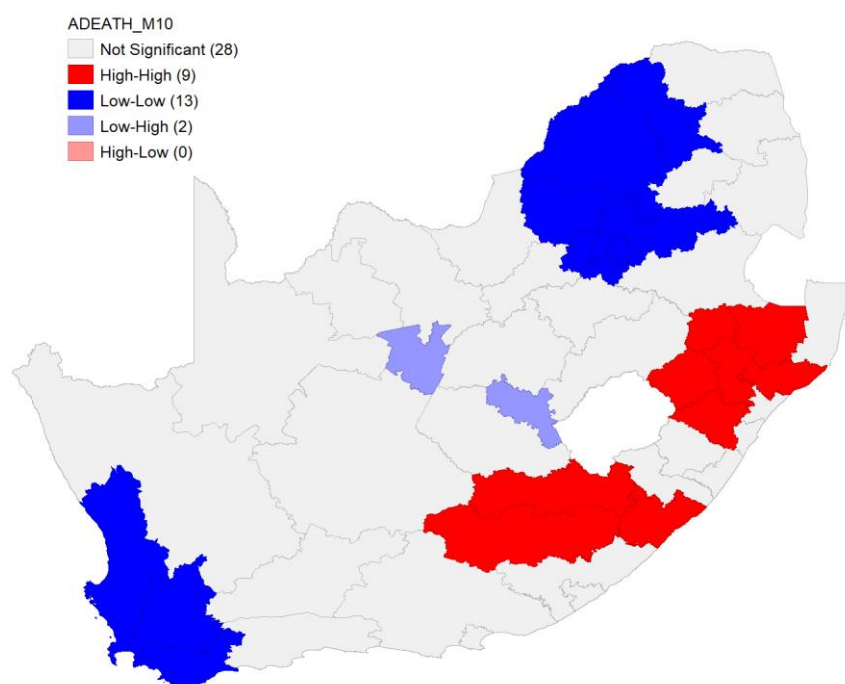 ADEATH_M10
Not Significant (28)
High-High (9)
Low-Low (13)
Low-High (2)
High-Low (0)